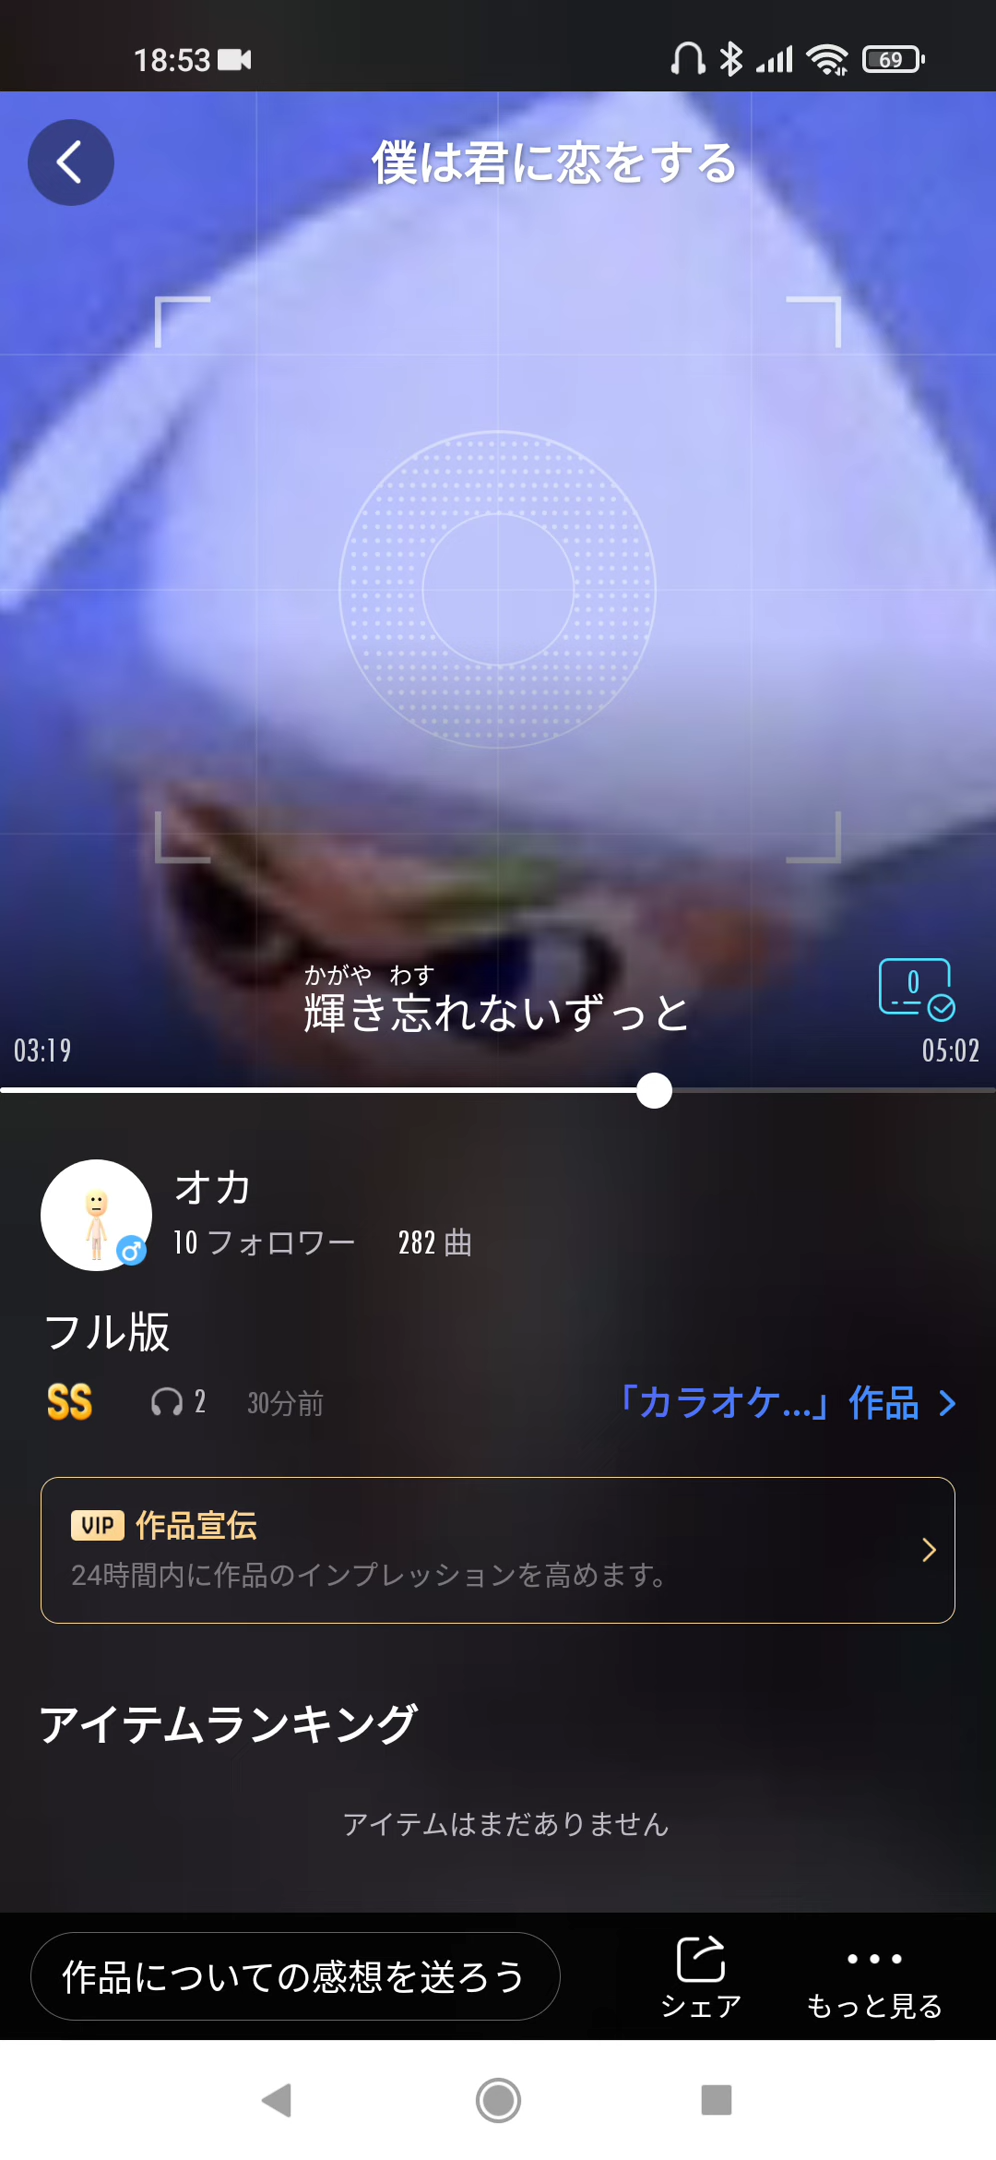 18:53
69
僕は君に恋をする
かがや わす
輝き忘れないずっと
0
03:19
05:02
オカ
10 フォロワー 282 曲
フル版
SS 2 30分前 「カラオケ...」作品
VIP 作品宣伝
24時間内に作品のインプレッションを高めます。
アイテムランキング
アイテムはまだありません
作品についての感想を送ろう
シェア
もっと見る